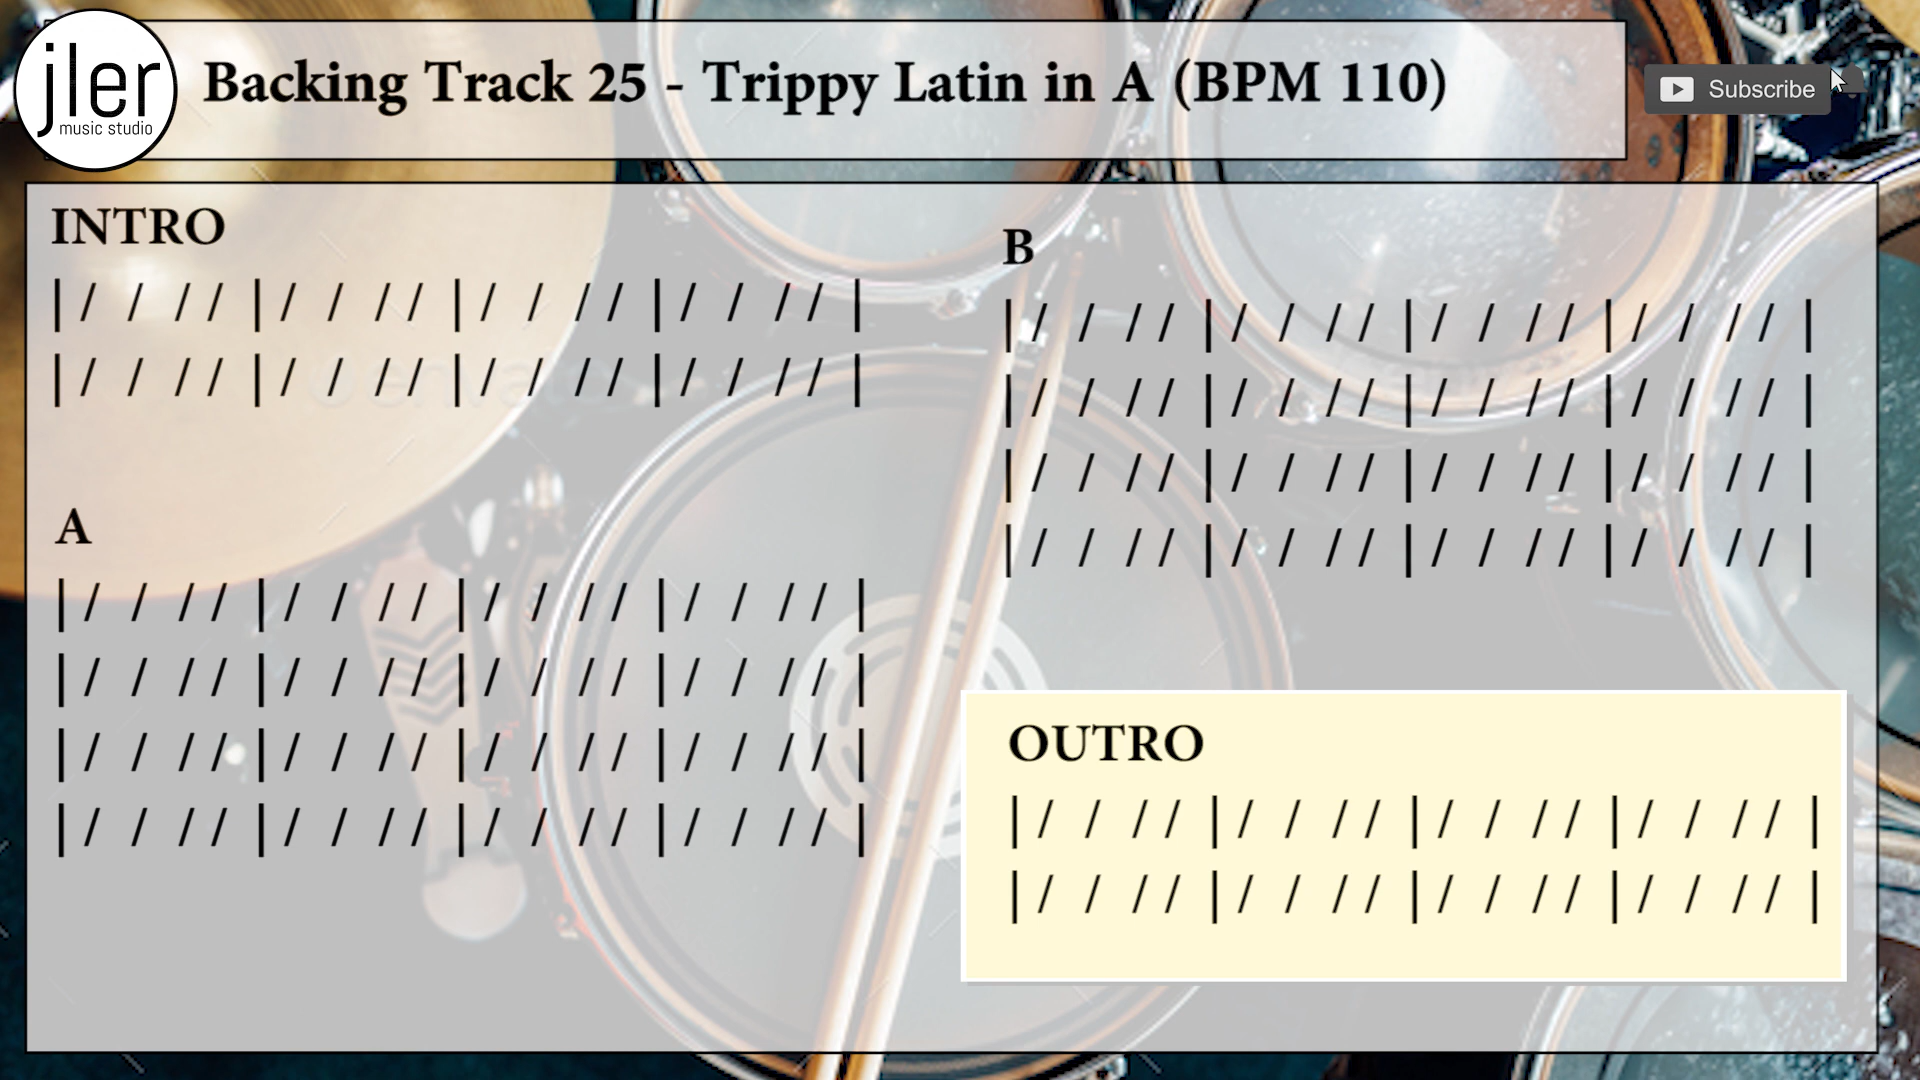 jler
music studio
Backing Track 25 - Trippy Latin in A (BPM 110)
Subscribe
INTRO
| / / / / | / / / / | / / / / | / / / / |
| / / / / | / / / / | / / / / | / / / / |
A
| / / / / | / / / / | / / / / | / / / / |
| / / / / | / / / / | / / / / | / / / / |
| / / / / | / / / / | / / / / | / / / / |
| / / / / | / / / / | / / / / | / / / / |
B
| / / / / | / / / / | / / / / | / / / / |
| / / / / | / / / / | / / / / | / / / / |
| / / / / | / / / / | / / / / | / / / / |
| / / / / | / / / / | / / / / | / / / / |
OUTRO
| / / / / | / / / / | / / / / | / / / / |
| / / / / | / / / / | / / / / | / / / / |